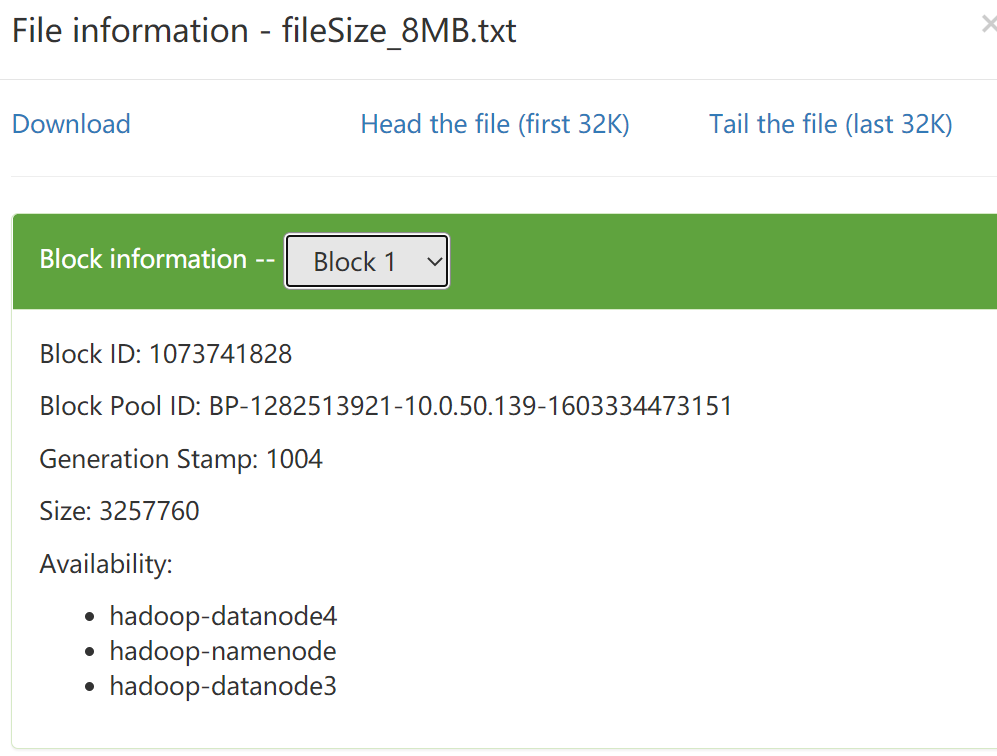 File information - fileSize_8MB.txt
Download Head the file (first 32K) Tail the file (last 32K)
Block information -- Block 1
Block ID: 1073741828
Block Pool ID: BP-1282513921-10.0.50.139-1603334473151
Generation Stamp: 1004
Size: 3257760
Availability:
hadoop-datanode4
hadoop-namenode
hadoop-datanode3